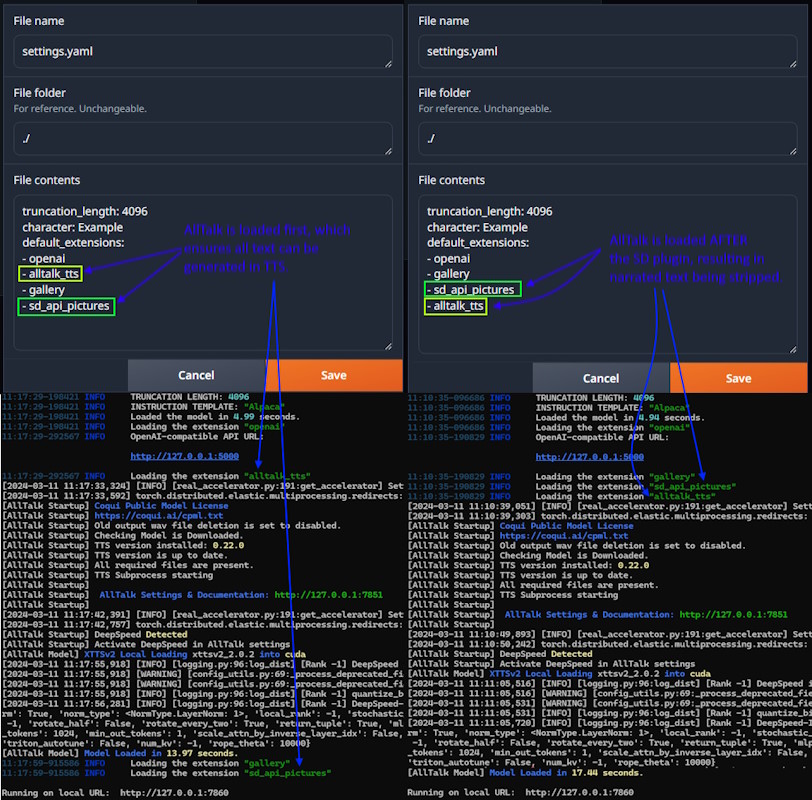 File name
settings.yaml
File folder
For reference. Unchangeable.
./
File contents
truncation_length: 4096
character: Example
default_extensions:
- openai
- alltalk_tts
- gallery
- sd_api_pictures
AllTalk is loaded first, which
ensures all text can be
generated in TTS
Cancel
Save
11:17:29-198421 INFO TRUNCATION LENGTH: 4096
11:17:29-198421 INFO INSTRUCTION TEMPLATE: "Alpaca"
11:17:29-198421 INFO Loaded the model in 4.99 seconds.
11:17:29-198421 INFO Loading the extension "openai"
11:17:29-292567 INFO OpenAI-compatible API URL:
http://127.0.0.1:5000
11:17:29-292567 INFO Loading the extension "alltalk_tts"
[2024-03-11 11:17:33,324] [INFO] [real_accelerator.py:191:get_accelerator] Set
[2024-03-11 11:17:33,592] torch.distributed.elastic.multiprocessing.redirects:
[AllTalk Startup] Coqui Public Model License
[AllTalk Startup] https://coqui.ai/cpml.txt
[AllTalk Startup] Old output wav file deletion is set to disabled.
[AllTalk Startup] Checking Model is Downloaded.
[AllTalk Startup] TTS version installed: 0.22.0
[AllTalk Startup] TTS version is up to date.
[AllTalk Startup] All required files are present.
[AllTalk Startup] TTS Subprocess starting
[AllTalk Startup]
[AllTalk Startup] AllTalk Settings & Documentation: http://127.0.0.1:7851
[AllTalk Startup]
[2024-03-11 11:17:42,391] [INFO] [real_accelerator.py:191:get_accelerator] Set
[2024-03-11 11:17:42,757] torch.distributed.elastic.multiprocessing.redirects:
[AllTalk Startup] DeepSpeed Detected
[AllTalk Startup] Activate DeepSpeed in AllTalk settings
[AllTalk Model] XTTSv2 Local Loading xttsv2_2.0.2 into cuda
[2024-03-11 11:17:55,918] [INFO] [logging.py:96:log_dist] [Rank -1] DeepSpeed
[2024-03-11 11:17:55,918] [WARNING] [config_utils.py:69:_process_deprecated_fi
[2024-03-11 11:17:55,918] [WARNING] [config_utils.py:69:_process_deprecated_fi
[2024-03-11 11:17:55,918] [INFO] [logging.py:96:log_dist] [Rank -1] quantize_b
[2024-03-11 11:17:56,281] [INFO] [logging.py:96:log_dist] [Rank -1] DeepSpeed-
rm': True, 'norm_type': <NormType.LayerNorm: 1>, 'local_rank': -1, 'stochastic
-1, 'rotate_half': False, 'rotate_every_two': True, 'return_tuple': True, 'ml
_tokens': 1024, 'min_out_tokens': 1, 'scale_attn_by_inverse_layer_idx': False,
'triton_autotune': False, 'num_kv': -1, 'rope_theta': 10000}
[AllTalk Model] Model Loaded in 13.97 seconds.
11:17:59-915586 INFO Loading the extension "gallery"
11:17:59-915586 INFO Loading the extension "sd_api_pictures"
Running on local URL: http://127.0.0.1:7860
File name
settings.yaml
File folder
For reference. Unchangeable.
./
File contents
truncation_length: 4096
character: Example
default_extensions:
- openai
- gallery
- sd_api_pictures
- alltalk_tts
AllTalk is loaded AFTER
the SD plugin, resulting in
narrated text being stripped.
Cancel
Save
11:10:35-096686 INFO TRUNCATION LENGTH: 4096
11:10:35-096686 INFO INSTRUCTION TEMPLATE: "Alpaca"
11:10:35-096686 INFO Loaded the model in 4.94 seconds.
11:10:35-096686 INFO Loading the extension "openai"
11:10:35-190829 INFO OpenAI-compatible API URL:
http://127.0.0.1:5000
11:10:35-190829 INFO Loading the extension "gallery"
11:10:35-190829 INFO Loading the extension "sd_api_pictures"
11:10:35-190829 INFO Loading the extension "alltalk_tts"
[2024-03-11 11:10:39,051] [INFO] [real_accelerator.py:191:get_accelerator] Set
[2024-03-11 11:10:39,303] torch.distributed.elastic.multiprocessing.redirects:
[AllTalk Startup] Coqui Public Model License
[AllTalk Startup] https://coqui.ai/cpml.txt
[AllTalk Startup] Old output wav file deletion is set to disabled.
[AllTalk Startup] Checking Model is Downloaded.
[AllTalk Startup] TTS version installed: 0.22.0
[AllTalk Startup] TTS version is up to date.
[AllTalk Startup] All required files are present.
[AllTalk Startup] TTS Subprocess starting
[AllTalk Startup]
[AllTalk Startup] AllTalk Settings & Documentation: http://127.0.0.1:7851
[AllTalk Startup]
[2024-03-11 11:10:49,893] [INFO] [real_accelerator.py:191:get_accelerator] Set
[2024-03-11 11:10:50,242] torch.distributed.elastic.multiprocessing.redirects:
[AllTalk Startup] DeepSpeed Detected
[AllTalk Startup] Activate DeepSpeed in AllTalk settings
[AllTalk Model] XTTSv2 Local Loading xttsv2_2.0.2 into cuda
[2024-03-11 11:11:05,516] [INFO] [logging.py:96:log_dist] [Rank -1] DeepSpeed
[2024-03-11 11:11:05,516] [WARNING] [config_utils.py:69:_process_deprecated_fi
[2024-03-11 11:11:05,531] [WARNING] [config_utils.py:69:_process_deprecated_fie
[2024-03-11 11:11:05,531] [INFO] [logging.py:96:log_dist] [Rank -1] quantize_bi
[2024-03-11 11:11:05,720] [INFO] [logging.py:96:log_dist] [Rank -1] DeepSpeed-I
rm': True, 'norm_type': <NormType.LayerNorm: 1>, 'local_rank': -1, 'stochastic_
-1, 'rotate_half': False, 'rotate_every_two': True, 'return_tuple': True, 'mlp
_tokens': 1024, 'min_out_tokens': 1, 'scale_attn_by_inverse_layer_idx': False,
'triton_autotune': False, 'num_kv': -1, 'rope_theta': 10000}
[AllTalk Model] Model Loaded in 17.44 seconds.
Running on local URL: http://127.0.0.1:7860